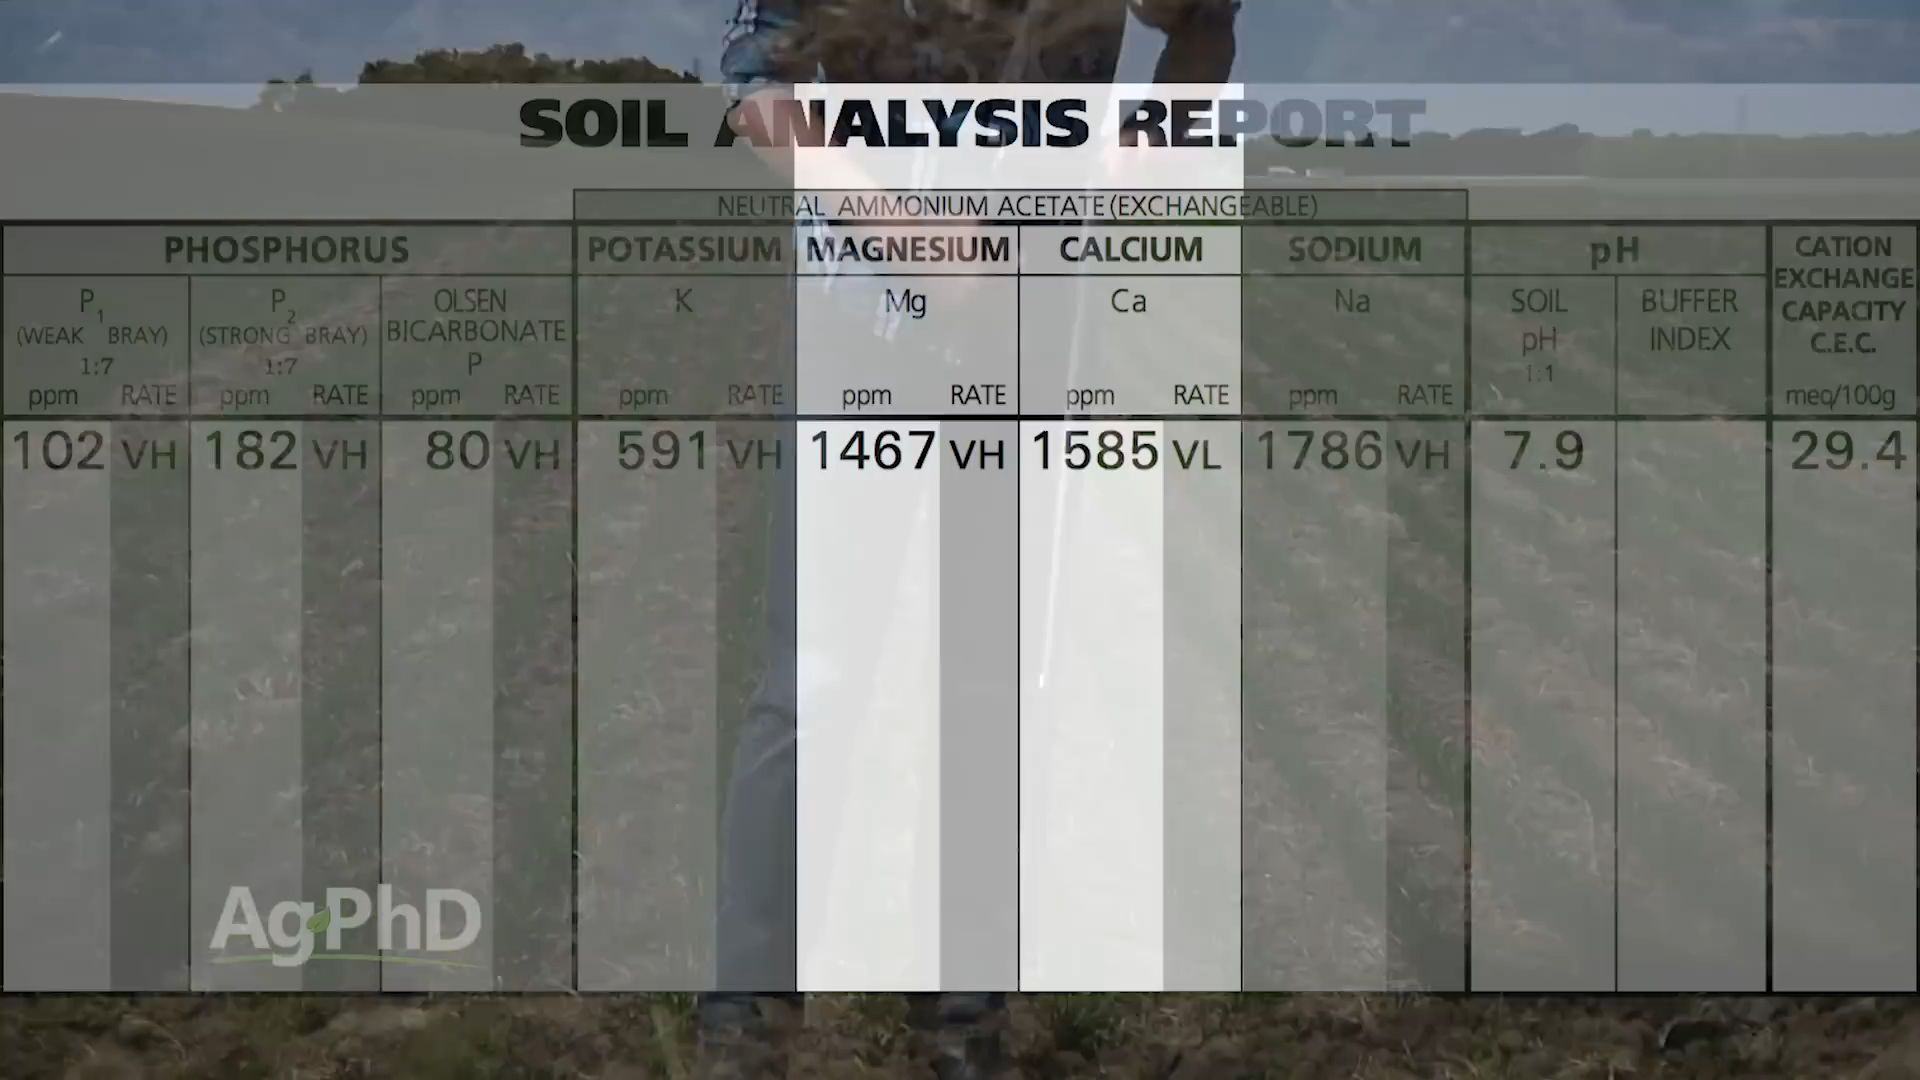 SOIL ANALYSIS REPORT
NEUTRAL AMMONIUM ACETATE (EXCHANGEABLE)
PHOSPHORUS POTASSIUM MAGNESIUM CALCIUM SODIUM pH CATION EXCHANGE CAPACITY C.E.C.
P1 (WEAK BRAY) 1:7 P2 (STRONG BRAY) 1:7 OLSEN BICARBONATE P K Mg Ca Na SOIL pH 1:1 BUFFER INDEX
ppm RATE ppm RATE ppm RATE ppm RATE ppm RATE ppm RATE ppm RATE meq/100g
102 VH 182 VH 80 VH 591 VH 1467 VH 1585 VL 1786 VH 7.9 29.4
AgPhD